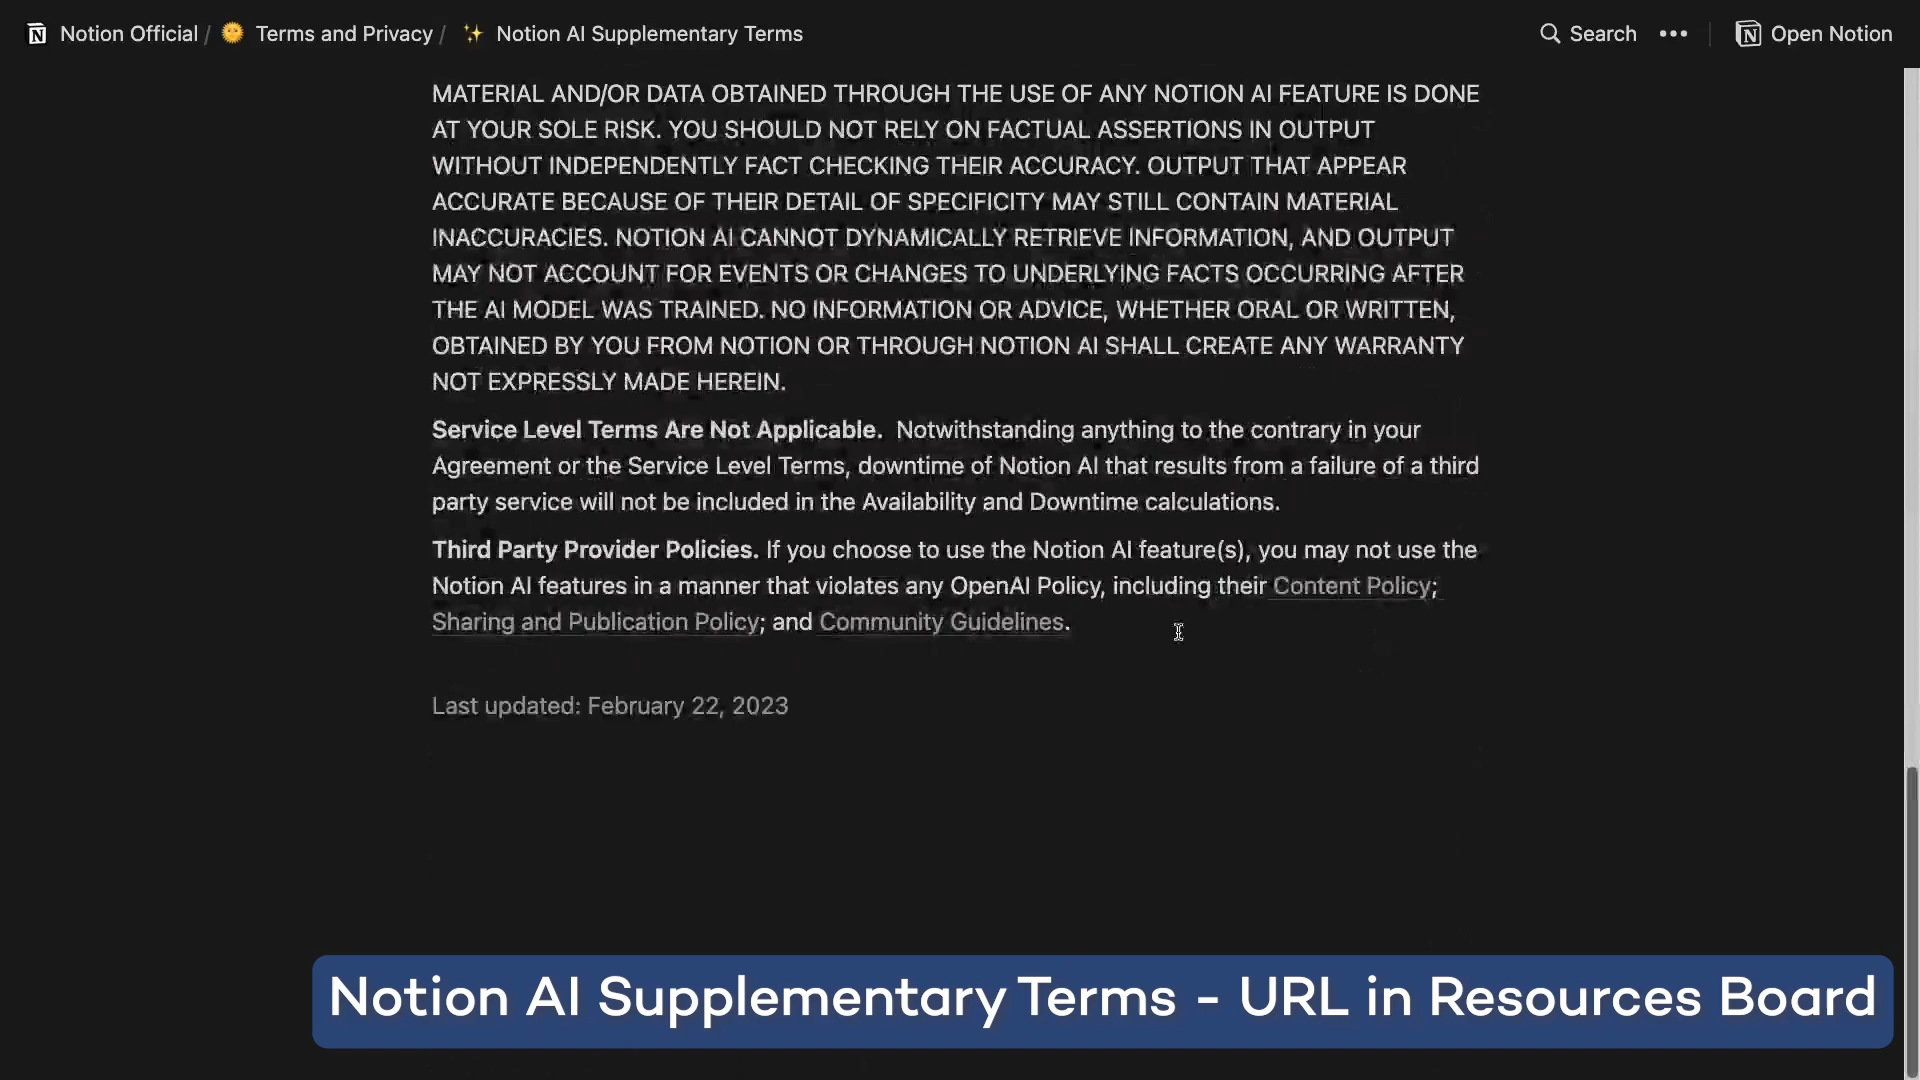 Notion Official / Terms and Privacy / Notion AI Supplementary Terms
Search ••• Open Notion
MATERIAL AND/OR DATA OBTAINED THROUGH THE USE OF ANY NOTION AI FEATURE IS DONE
AT YOUR SOLE RISK. YOU SHOULD NOT RELY ON FACTUAL ASSERTIONS IN OUTPUT
WITHOUT INDEPENDENTLY FACT CHECKING THEIR ACCURACY. OUTPUT THAT APPEAR
ACCURATE BECAUSE OF THEIR DETAIL OF SPECIFICITY MAY STILL CONTAIN MATERIAL
INACCURACIES. NOTION AI CANNOT DYNAMICALLY RETRIEVE INFORMATION, AND OUTPUT
MAY NOT ACCOUNT FOR EVENTS OR CHANGES TO UNDERLYING FACTS OCCURRING AFTER
THE AI MODEL WAS TRAINED. NO INFORMATION OR ADVICE, WHETHER ORAL OR WRITTEN,
OBTAINED BY YOU FROM NOTION OR THROUGH NOTION AI SHALL CREATE ANY WARRANTY
NOT EXPRESSLY MADE HEREIN.
Service Level Terms Are Not Applicable. Notwithstanding anything to the contrary in your
Agreement or the Service Level Terms, downtime of Notion AI that results from a failure of a third
party service will not be included in the Availability and Downtime calculations.
Third Party Provider Policies. If you choose to use the Notion AI feature(s), you may not use the
Notion AI features in a manner that violates any OpenAI Policy, including their Content Policy;
Sharing and Publication Policy; and Community Guidelines.
Last updated: February 22, 2023
Notion AI Supplementary Terms - URL in Resources Board